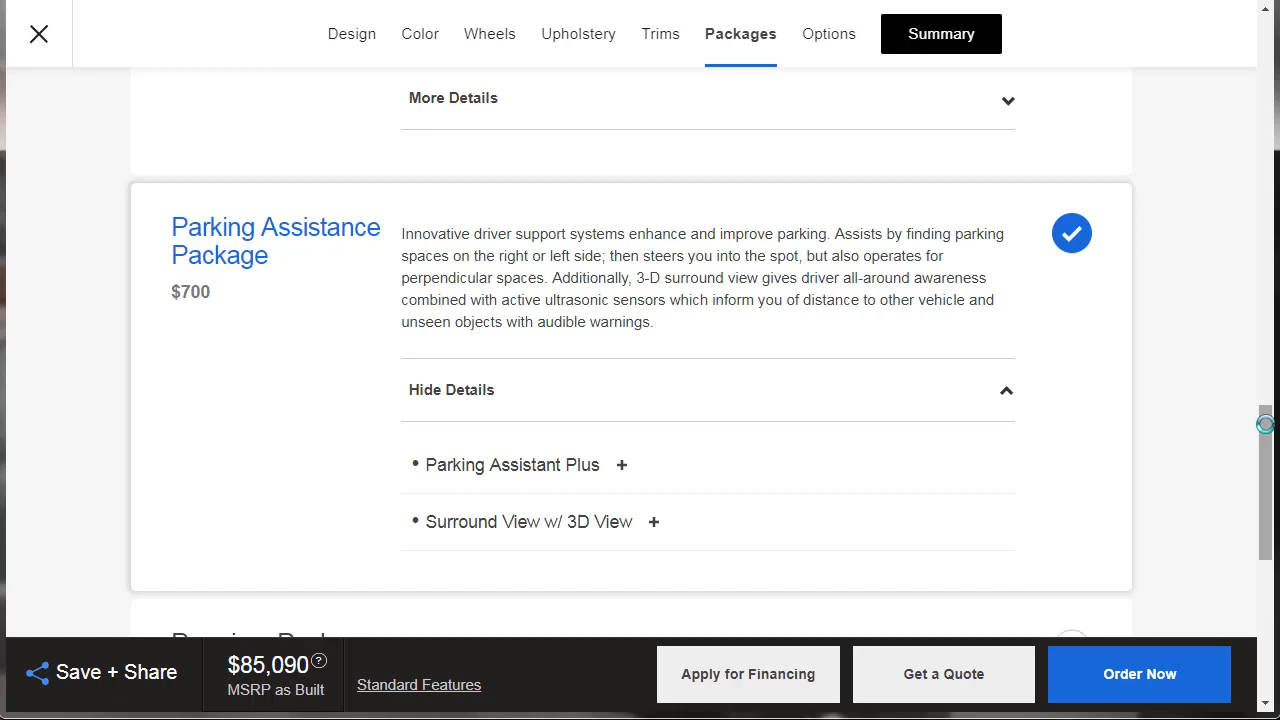 Design Color Wheels Upholstery Trims Packages Options Summary
More Details
Parking Assistance
Package
$700
Innovative driver support systems enhance and improve parking. Assists by finding parking
spaces on the right or left side; then steers you into the spot, but also operates for
perpendicular spaces. Additionally, 3-D surround view gives driver all-around awareness
combined with active ultrasonic sensors which inform you of distance to other vehicle and
unseen objects with audible warnings.
Hide Details
• Parking Assistant Plus +
• Surround View w/ 3D View +
Save + Share
$85,090 ?
MSRP as Built
Standard Features
Apply for Financing
Get a Quote
Order Now